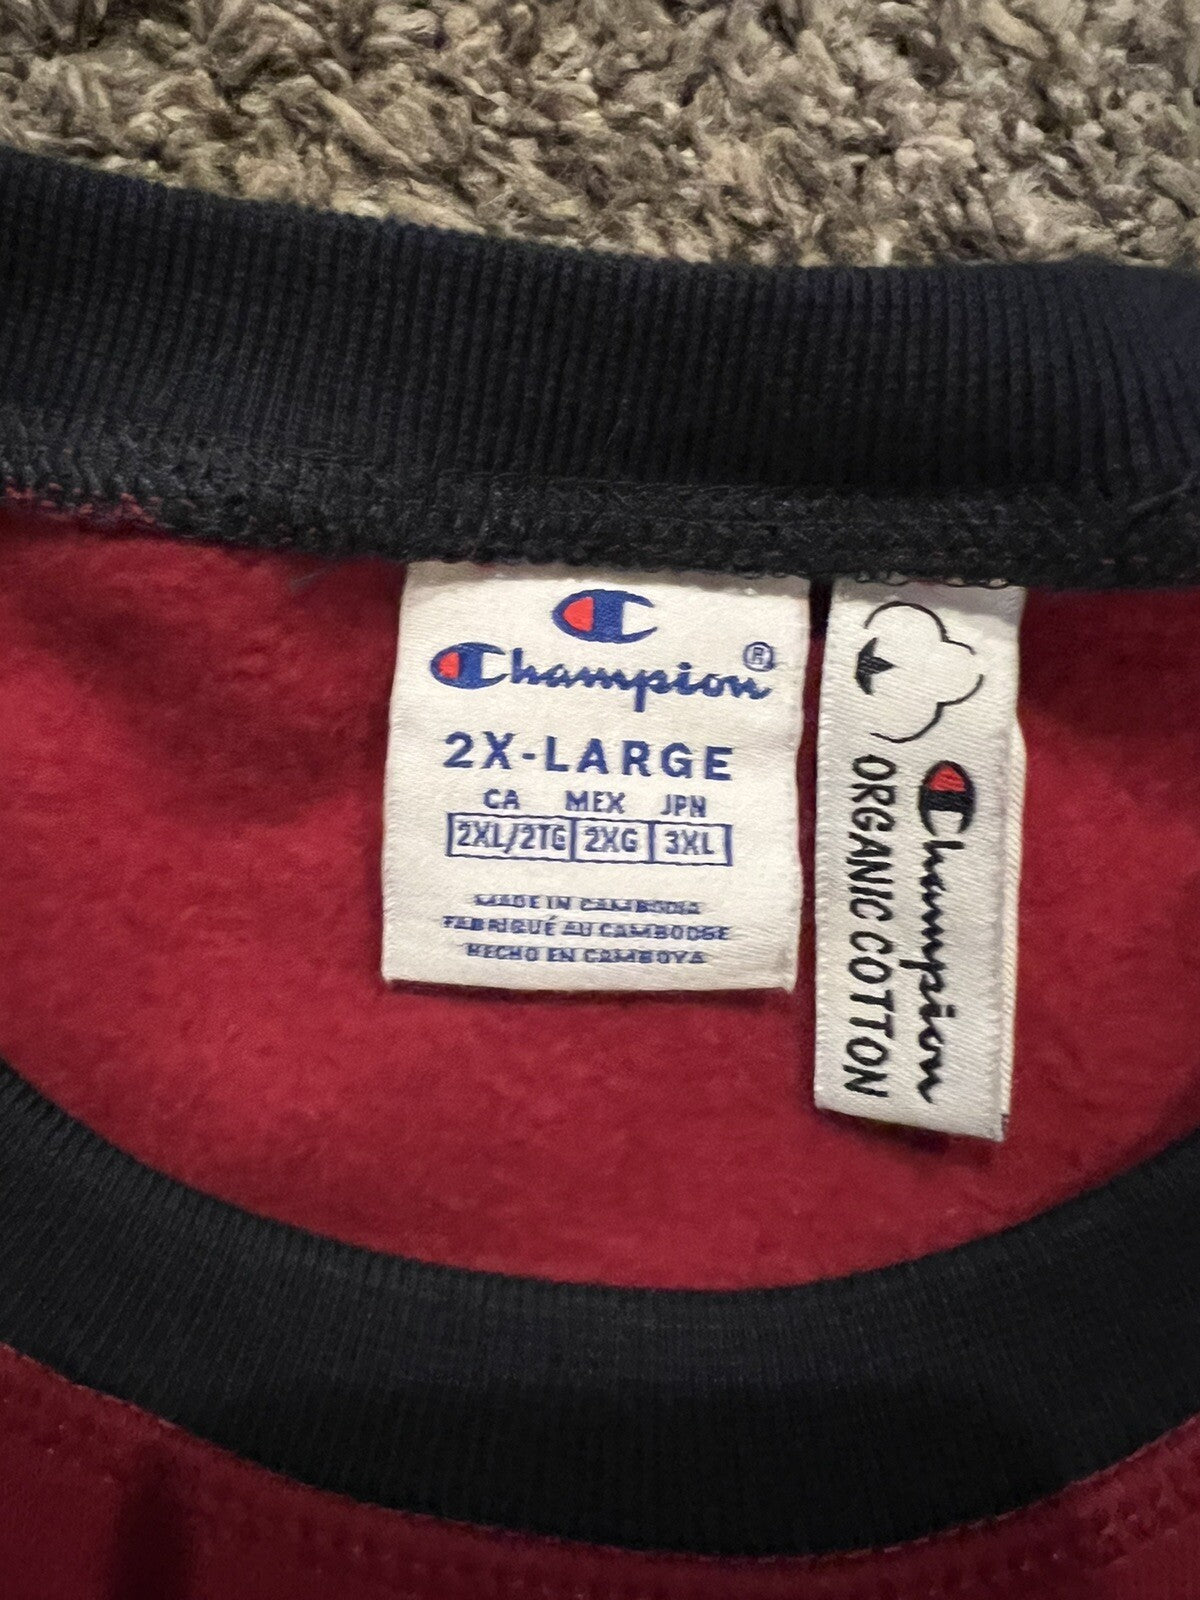 Champion®
2X-LARGE
CA MEX JPN
2XL/2TG 2XG 3XL
MADE IN CAMBODIA
FABRIQUÉ AU CAMBODGE
HECHO EN CAMBOYA
Champion
ORGANIC COTTON